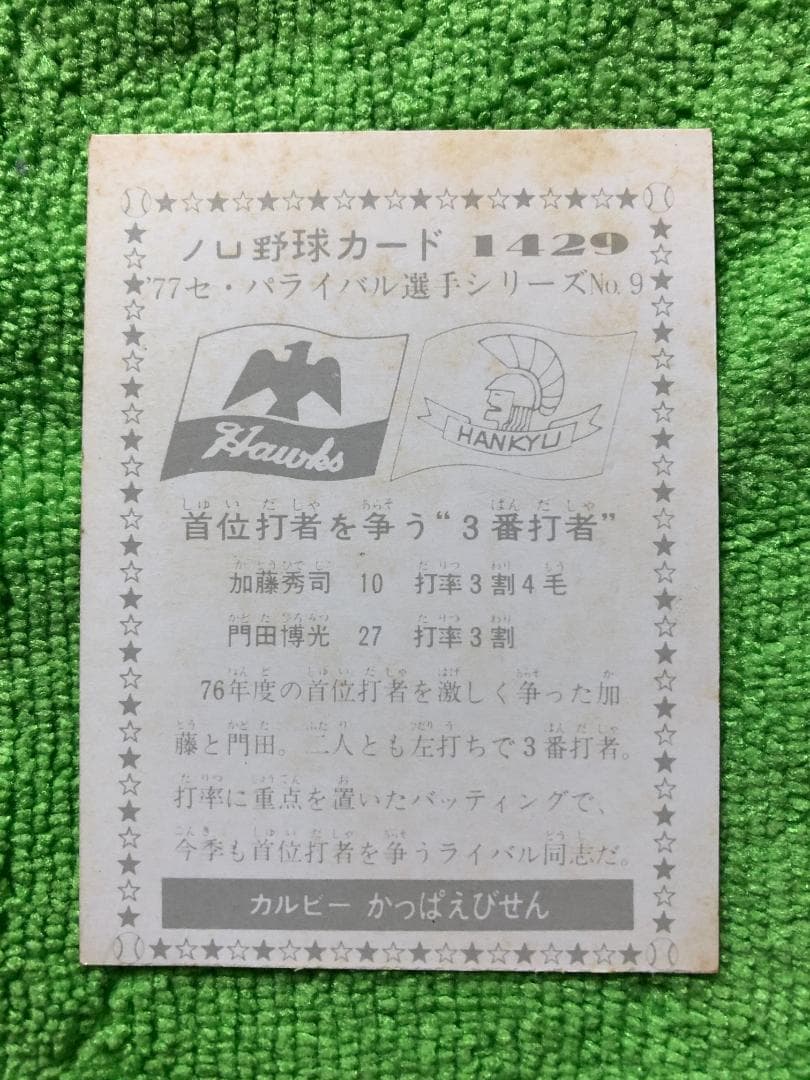 プロ野球カード 1429
'77セ・パライバル選手シリーズNo.9
Hawks
HANKYU
首位打者を争う“3番打者”
加藤秀司 10 打率3割4毛
門田博光 27 打率3割
76年度の首位打者を激しく争った加
藤と門田。二人とも左打ちで3番打者。
打率に重点を置いたバッティングで、
今季も首位打者を争うライバル同志だ。
カルビー かっぱえびせん